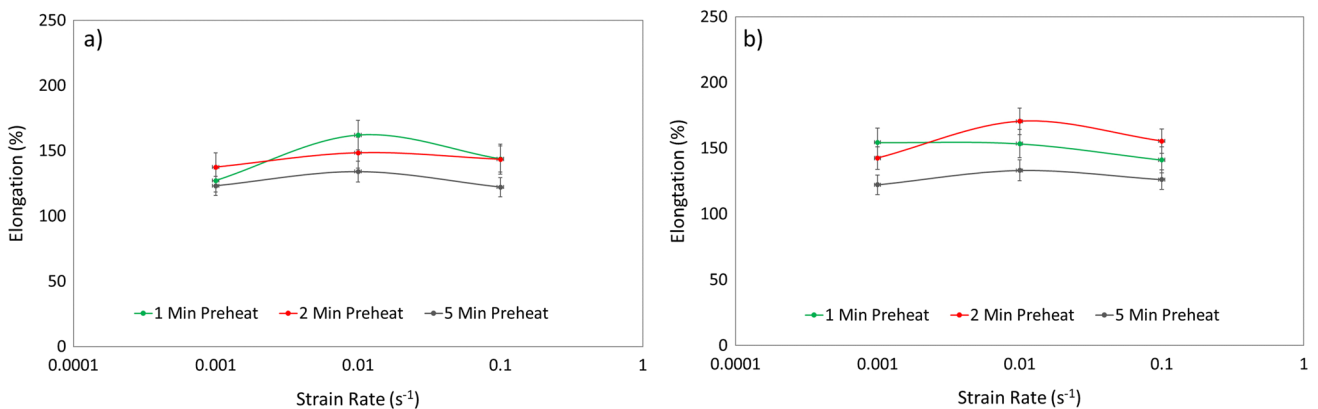 a)
Elongation (%)
250
200
150
100
50
0
0.0001 0.001 0.01 0.1 1
Strain Rate (s-1)
1 Min Preheat 2 Min Preheat 5 Min Preheat
b)
Elongtation (%)
250
200
150
100
50
0
0.0001 0.001 0.01 0.1 1
Strain Rate (s-1)
1 Min Preheat 2 Min Preheat 5 Min Preheat